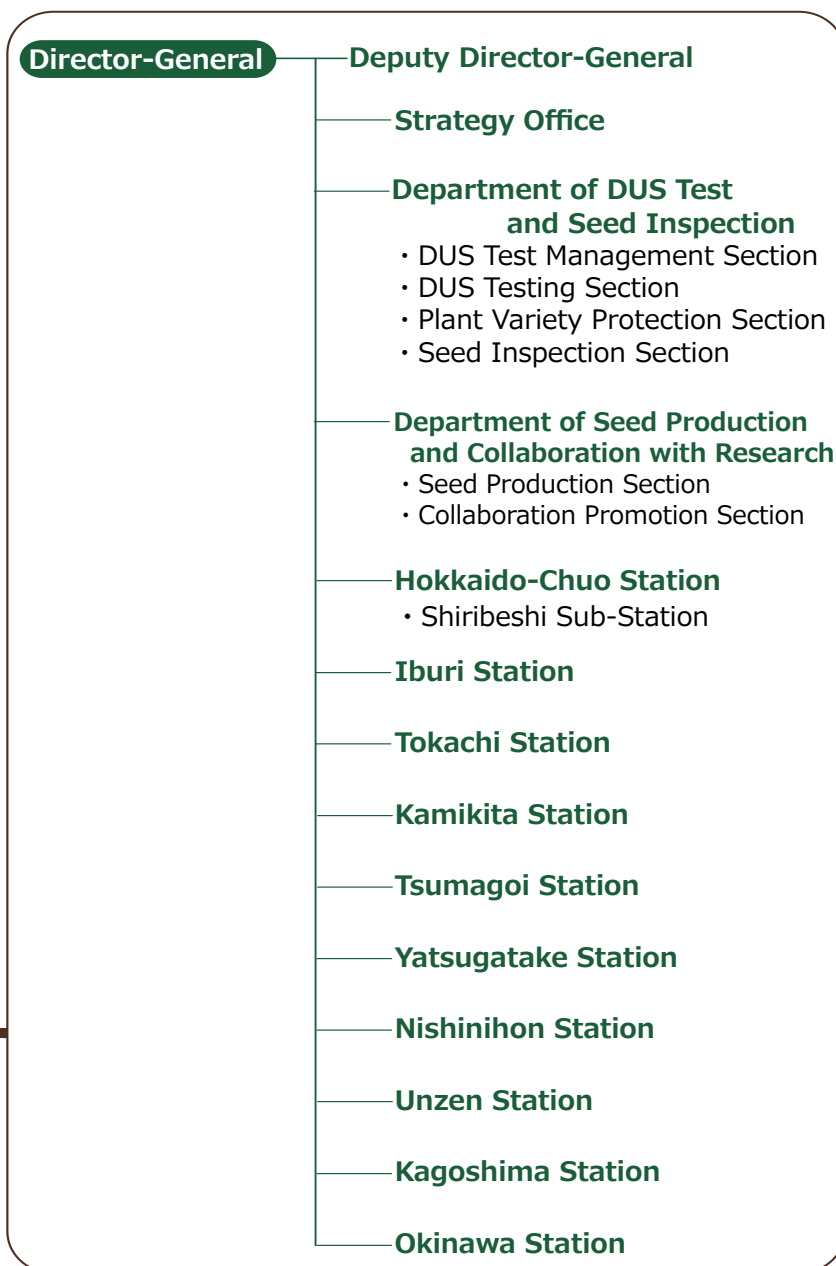 Director-General
Deputy Director-General
Strategy Office
Department of DUS Test
and Seed Inspection
・DUS Test Management Section
・DUS Testing Section
・Plant Variety Protection Section
・Seed Inspection Section
Department of Seed Production
and Collaboration with Research
・Seed Production Section
・Collaboration Promotion Section
Hokkaido-Chuo Station
・Shiribeshi Sub-Station
Iburi Station
Tokachi Station
Kamikita Station
Tsumagoi Station
Yatsugatake Station
Nishinihon Station
Unzen Station
Kagoshima Station
Okinawa Station